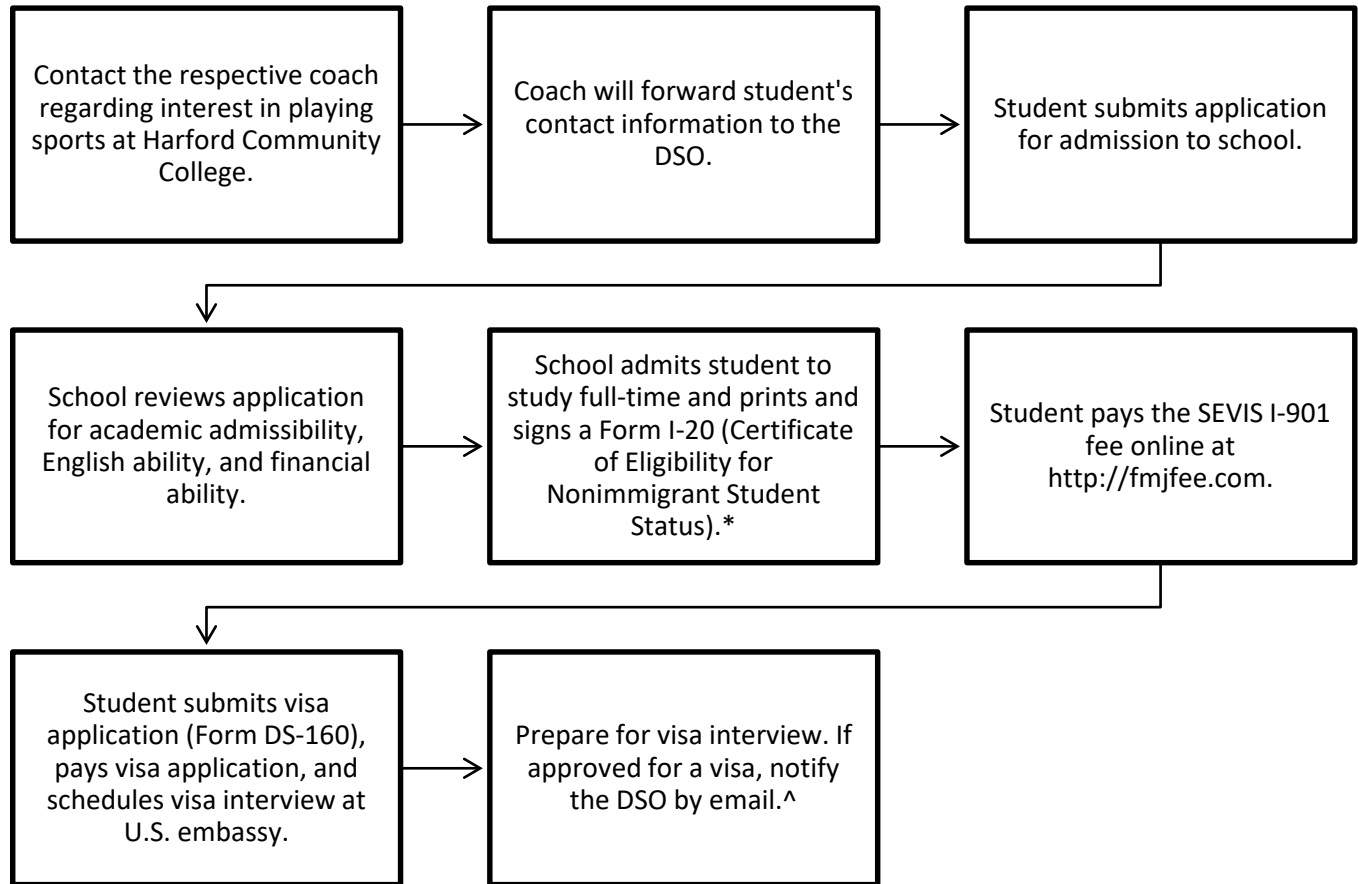 Contact the respective coach
regarding interest in playing
sports at Harford Community
College.
Coach will forward student's
contact information to the
DSO.
Student submits application
for admission to school.
School reviews application
for academic admissibility,
English ability, and financial
ability.
School admits student to
study full-time and prints and
signs a Form I-20 (Certificate
of Eligibility for
Nonimmigrant Student
Status).*
Student pays the SEVIS I-901
fee online at
http://fmjfee.com.
Student submits visa
application (Form DS-160),
pays visa application, and
schedules visa interview at
U.S. embassy.
Prepare for visa interview. If
approved for a visa, notify
the DSO by email.^